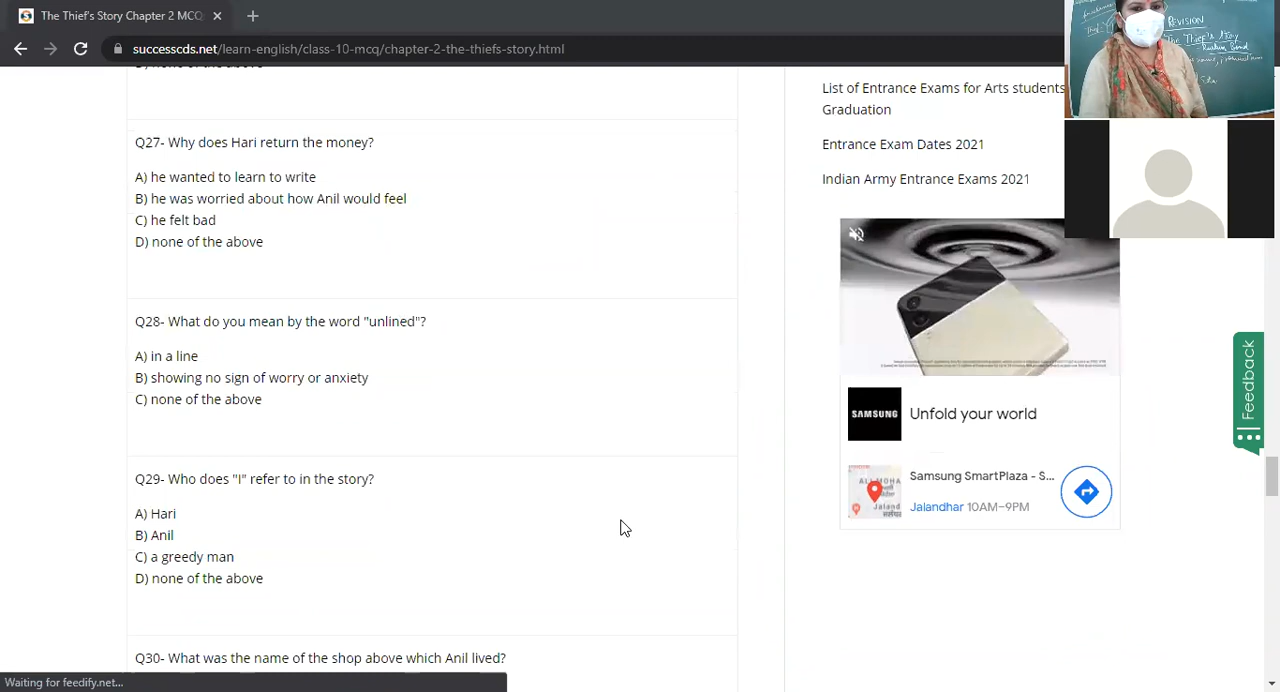 The Thief's Story Chapter 2 MCQ
successcds.net/learn-english/class-10-mcq/chapter-2-the-thiefs-story.html
REVISION
The Thief's Story
Ruskin Bond
List of Entrance Exams for Arts students
Graduation
Entrance Exam Dates 2021
Indian Army Entrance Exams 2021
Q27- Why does Hari return the money?
A) he wanted to learn to write
B) he was worried about how Anil would feel
C) he felt bad
D) none of the above
Q28- What do you mean by the word "unlined"?
A) in a line
B) showing no sign of worry or anxiety
C) none of the above
Q29- Who does "I" refer to in the story?
A) Hari
B) Anil
C) a greedy man
D) none of the above
Q30- What was the name of the shop above which Anil lived?
SAMSUNG
Unfold your world
Samsung SmartPlaza - S...
Jalandhar 10AM–9PM
Feedback
Waiting for feedify.net...